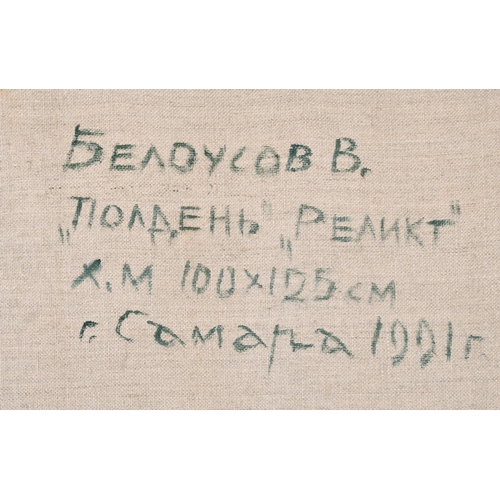 БЕЛОУСОВ В.
„ПОЛДЕНЬ" „РЕЛИКТ"
Х.М 100Х125 СМ
г. Самара 1991 г.